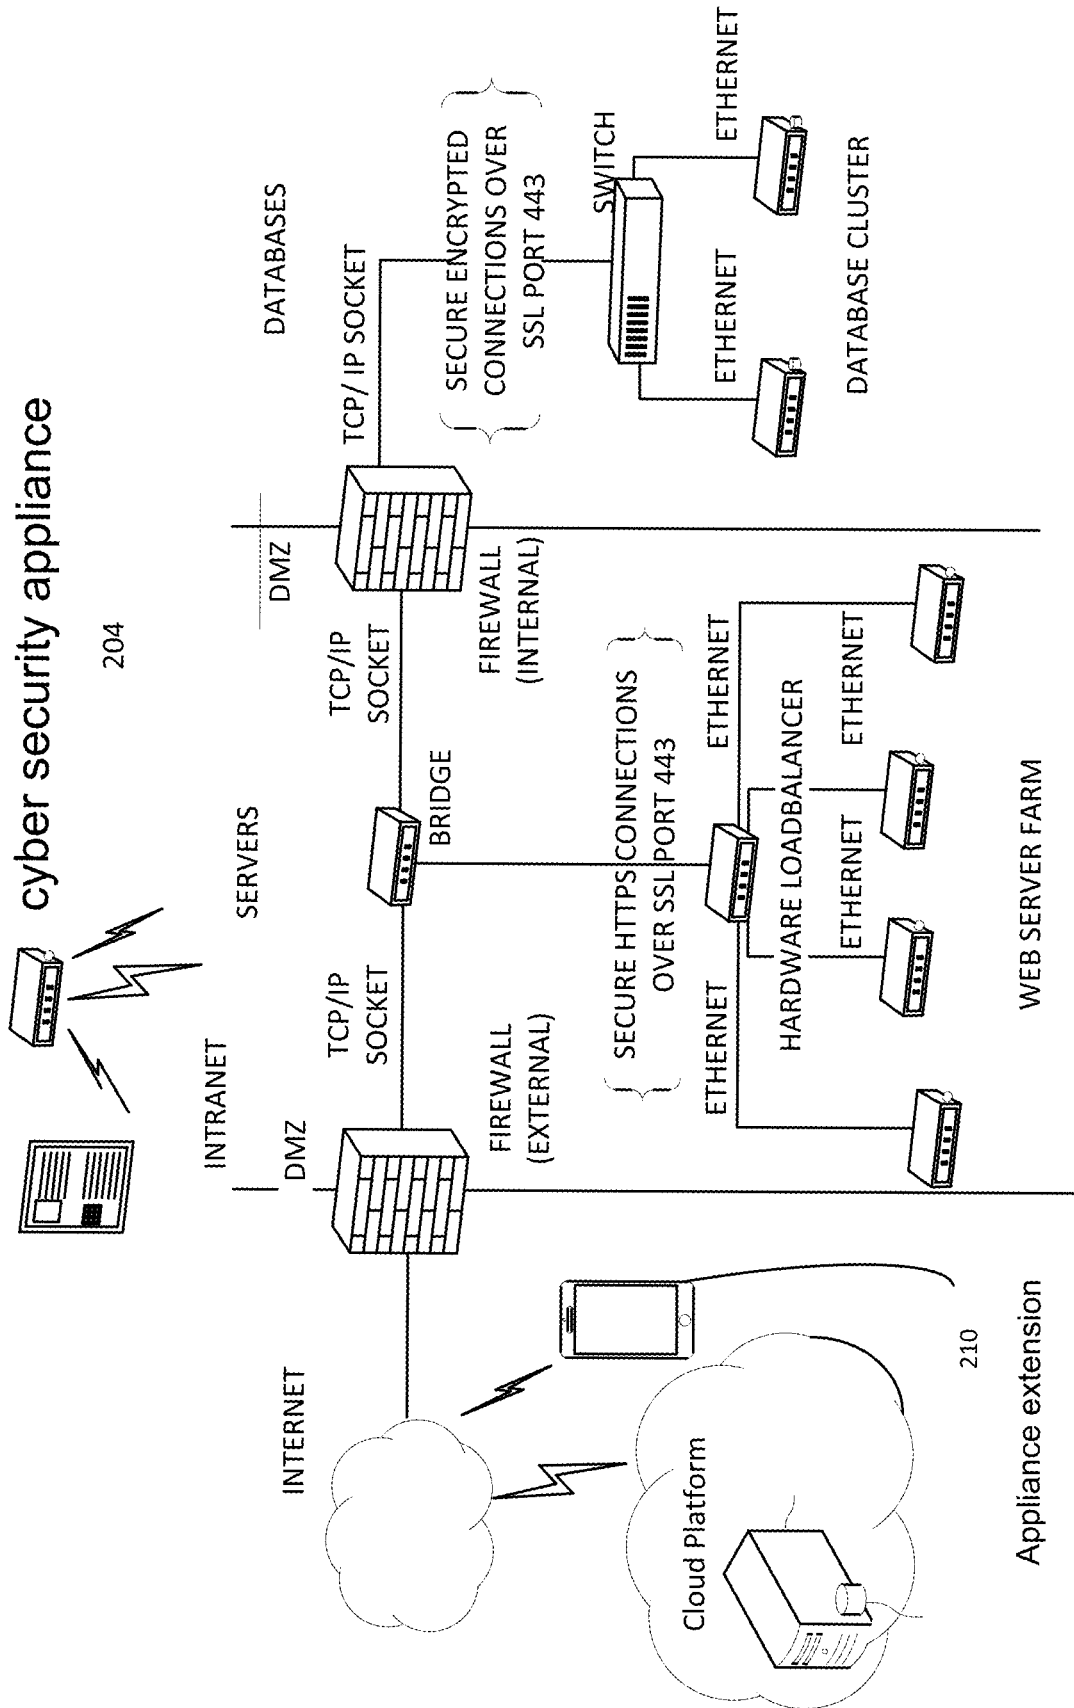 cyber security appliance
204
INTERNET
INTRANET
SERVERS
DATABASES
DMZ
DMZ
TCP/IP
SOCKET
TCP/IP
SOCKET
TCP/ IP SOCKET
BRIDGE
FIREWALL
(EXTERNAL)
FIREWALL
(INTERNAL)
SECURE ENCRYPTED
CONNECTIONS OVER
SSL PORT 443
SWITCH
SECURE HTTPS CONNECTIONS
OVER SSL PORT 443
ETHERNET
ETHERNET
ETHERNET
ETHERNET
HARDWARE LOADBALANCER
ETHERNET
ETHERNET
DATABASE CLUSTER
WEB SERVER FARM
Cloud Platform
210
Appliance extension